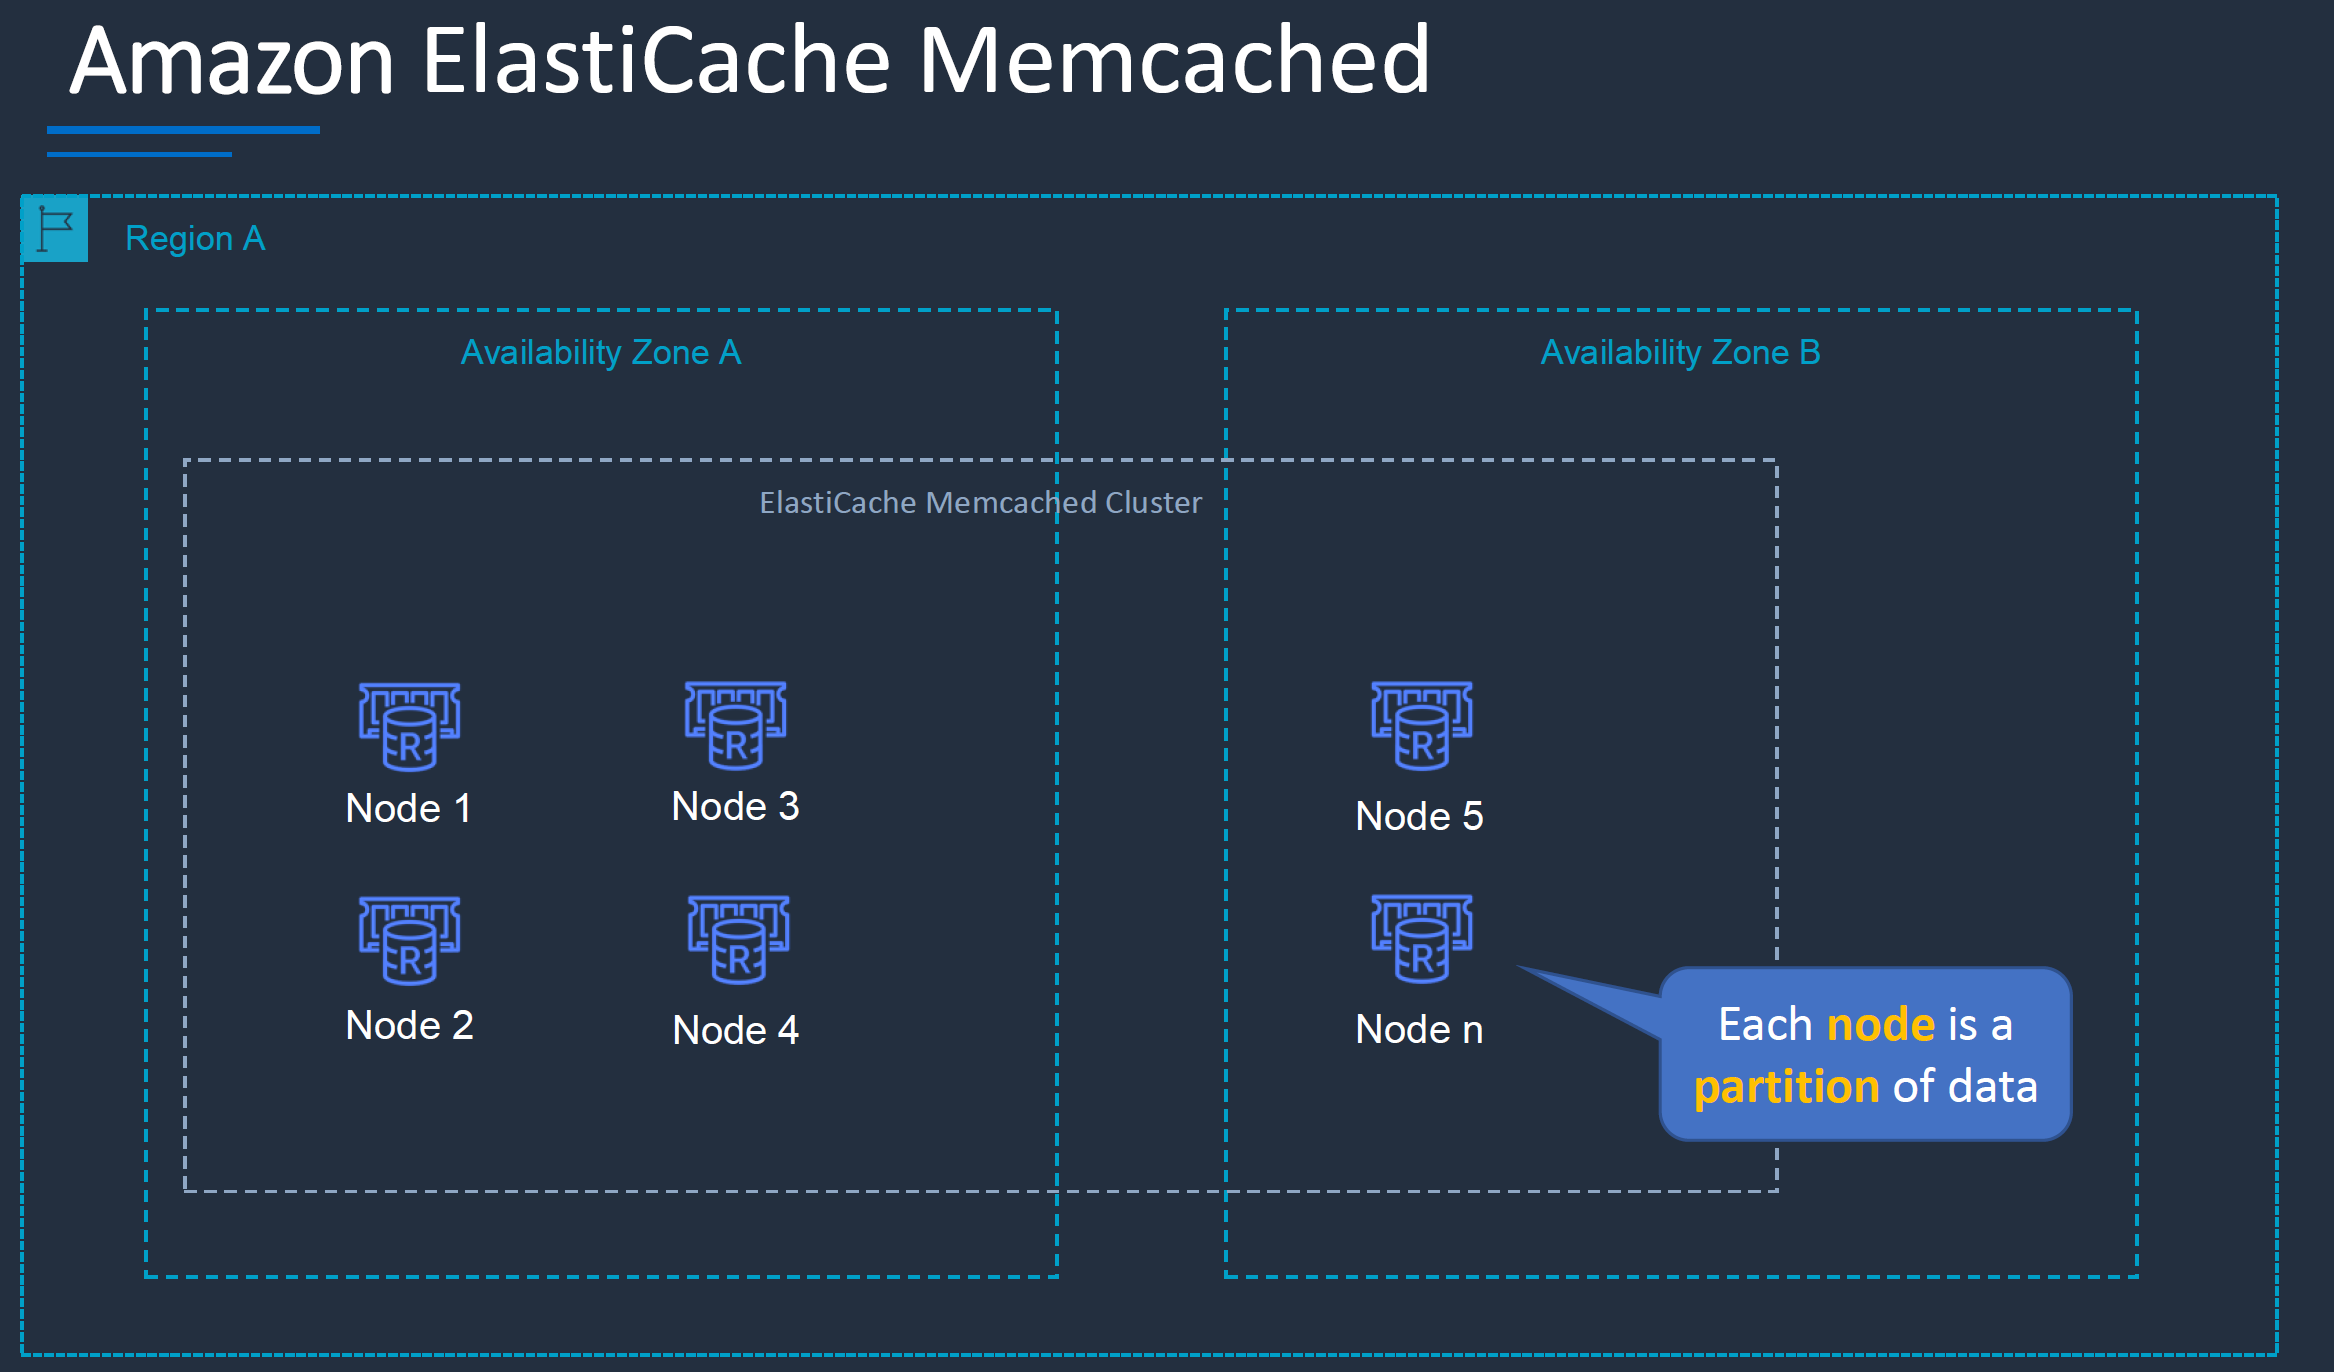 Amazon ElastiCache Memcached
Region A
Availability Zone A
Availability Zone B
ElastiCache Memcached Cluster
R
Node 1
R
Node 3
R
Node 5
R
Node 2
R
Node 4
R
Node n
Each node is a
partition of data